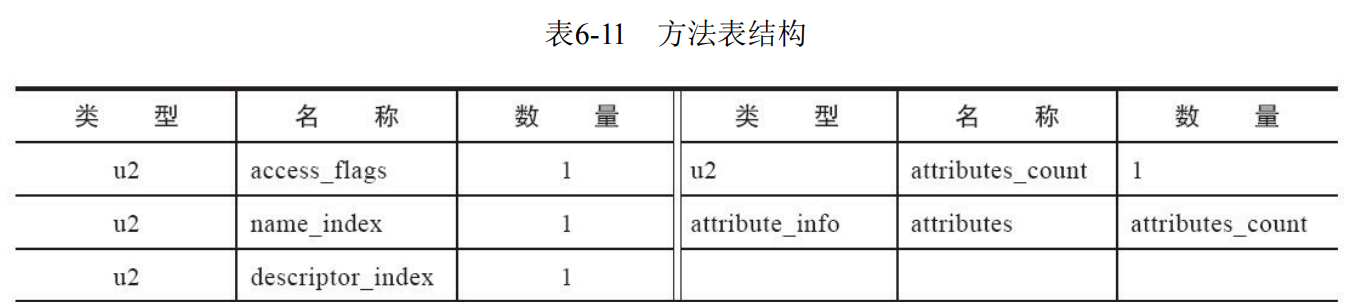 表6-11 方法表结构
类 型 名 称 数 量 类 型 名 称 数 量
u2 access_flags 1 u2 attributes_count 1
u2 name_index 1 attribute_info attributes attributes_count
u2 descriptor_index 1